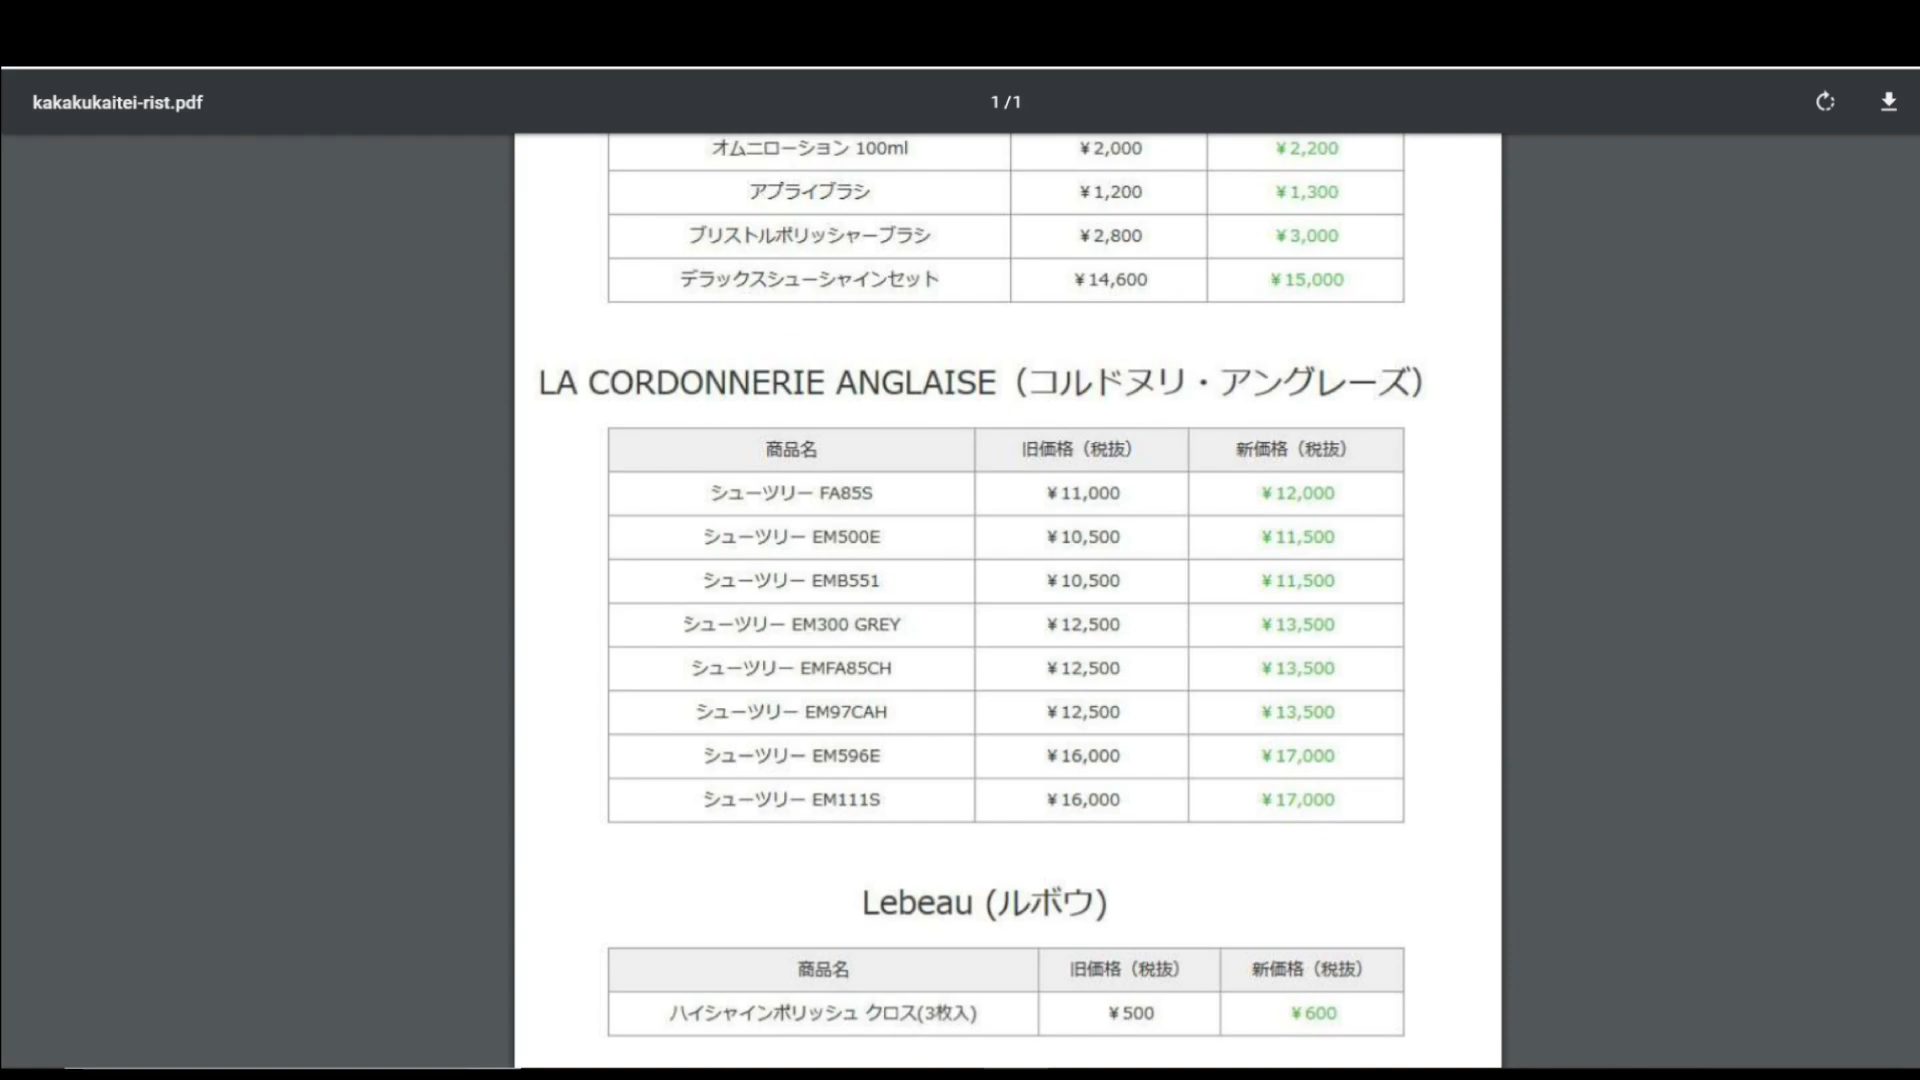 kakakukaitei-rist.pdf 1 / 1
オムニローション 100ml ¥2,000 ¥2,200
アプライブラシ ¥1,200 ¥1,300
ブリストルポリッシャーブラシ ¥2,800 ¥3,000
デラックスシューシャインセット ¥14,600 ¥15,000
LA CORDONNERIE ANGLAISE（コルドヌリ・アングレーズ）
商品名 旧価格（税抜） 新価格（税抜）
シューツリー FA85S ¥11,000 ¥12,000
シューツリー EM500E ¥10,500 ¥11,500
シューツリー EMB551 ¥10,500 ¥11,500
シューツリー EM300 GREY ¥12,500 ¥13,500
シューツリー EMFA85CH ¥12,500 ¥13,500
シューツリー EM97CAH ¥12,500 ¥13,500
シューツリー EM596E ¥16,000 ¥17,000
シューツリー EM111S ¥16,000 ¥17,000
Lebeau (ルボウ)
商品名 旧価格（税抜） 新価格（税抜）
ハイシャインポリッシュ クロス(3枚入) ¥500 ¥600